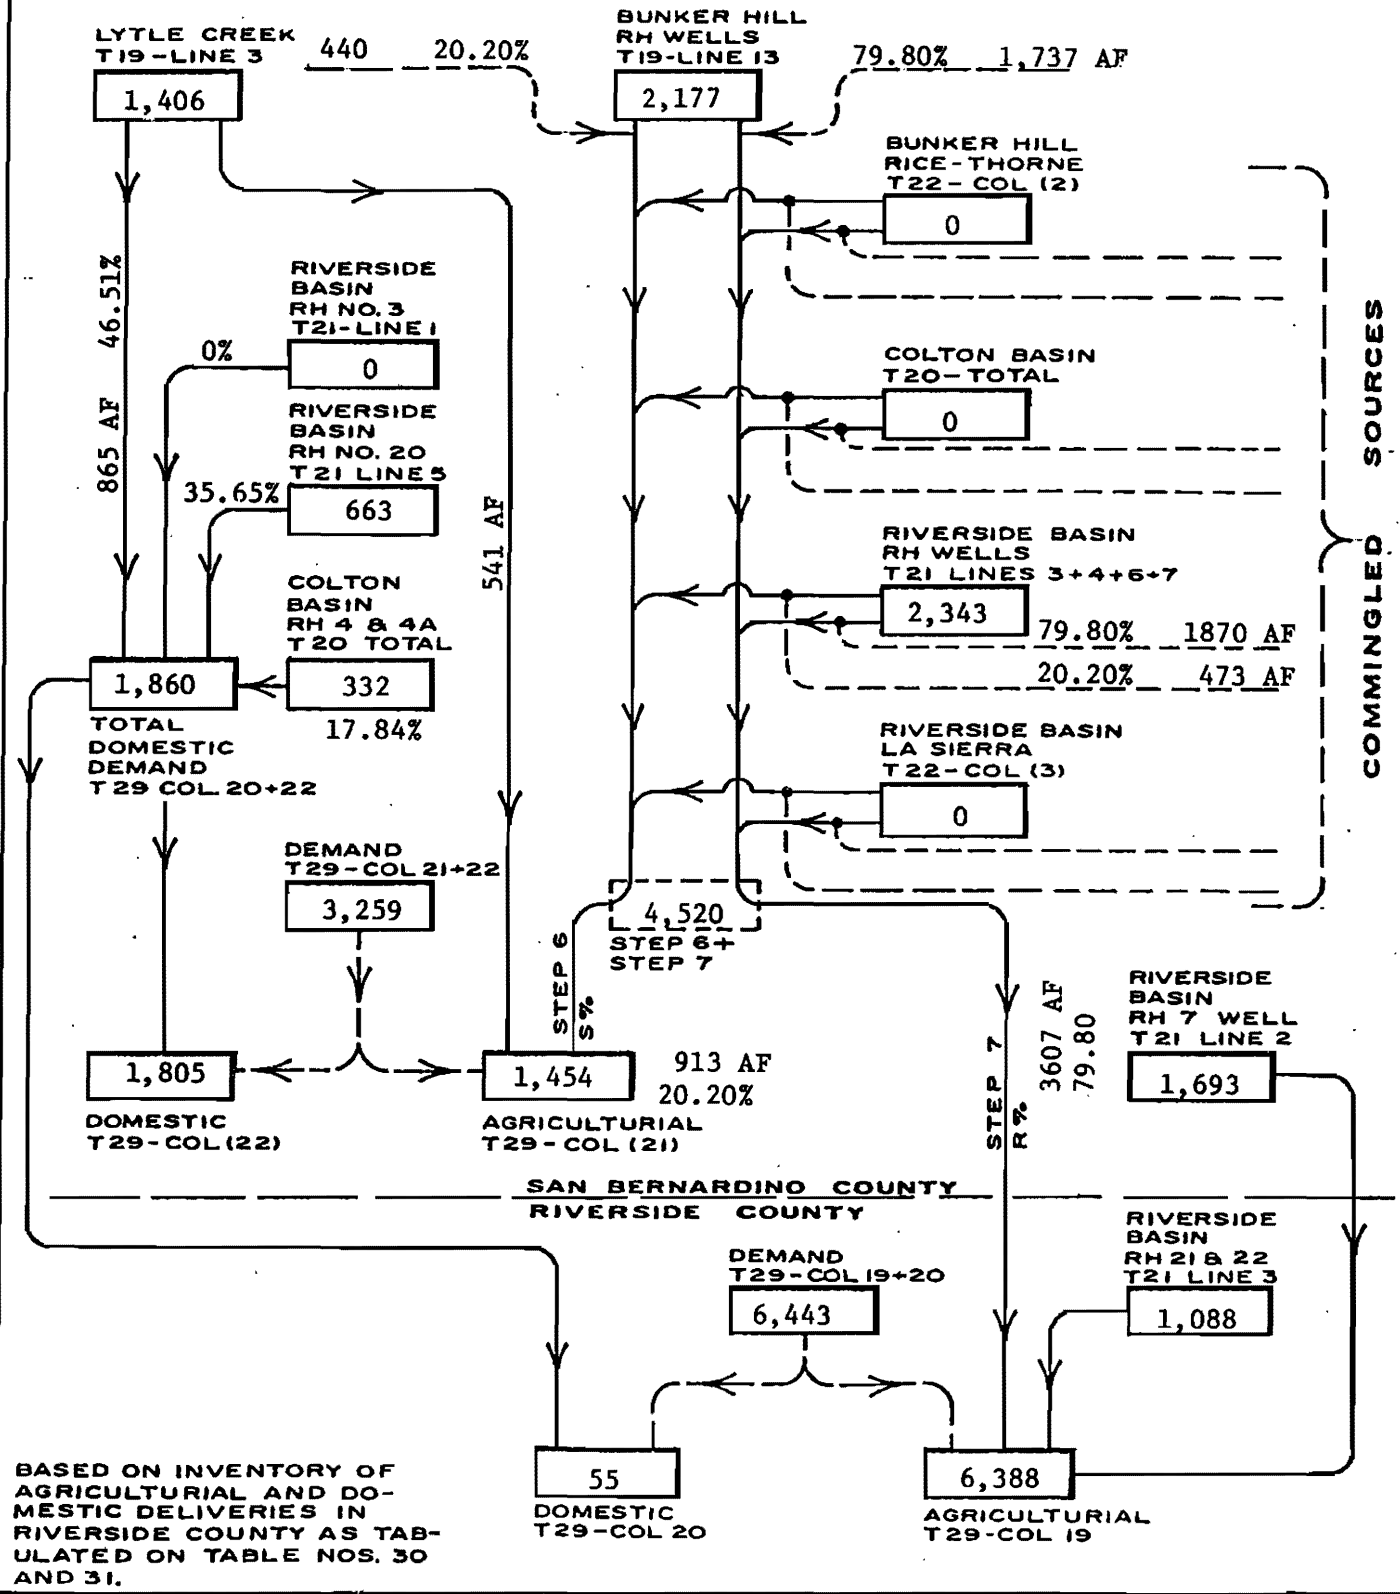 LYTLE CREEK
T19-LINE 3
1,406
440 20.20%
BUNKER HILL
RH WELLS
T19-LINE 13
2,177
79.80% 1,737 AF
BUNKER HILL
RICE-THORNE
T22-COL (2)
0
865 AF 46.51%
RIVERSIDE
BASIN
RH NO. 3
T21-LINE 1
0
0%
RIVERSIDE
BASIN
RH NO. 20
T21 LINE 5
663
35.65%
541 AF
COLTON BASIN
T20-TOTAL
0
COMMINGLED SOURCES
RIVERSIDE BASIN
RH WELLS
T21 LINES 3+4+6+7
2,343
79.80% 1870 AF
20.20% 473 AF
COLTON
BASIN
RH 4 & 4A
T20 TOTAL
332
17.84%
1,860
TOTAL
DOMESTIC
DEMAND
T29 COL 20+22
RIVERSIDE BASIN
LA SIERRA
T22-COL (3)
0
DEMAND
T29-COL 21+22
3,259
4,520
STEP 6+
STEP 7
STEP 6
S%
1,805
DOMESTIC
T29-COL (22)
1,454
AGRICULTURIAL
T29-COL (21)
913 AF
20.20%
STEP 7
R%
3607 AF
79.80
RIVERSIDE
BASIN
RH 7 WELL
T21 LINE 2
1,693
SAN BERNARDINO COUNTY
RIVERSIDE COUNTY
RIVERSIDE
BASIN
RH 21 & 22
T21 LINE 3
1,088
DEMAND
T29-COL 19+20
6,443
55
DOMESTIC
T29-COL 20
6,388
AGRICULTURIAL
T29-COL 19
BASED ON INVENTORY OF
AGRICULTURIAL AND DO-
MESTIC DELIVERIES IN
RIVERSIDE COUNTY AS TAB-
ULATED ON TABLE NOS. 30
AND 31.